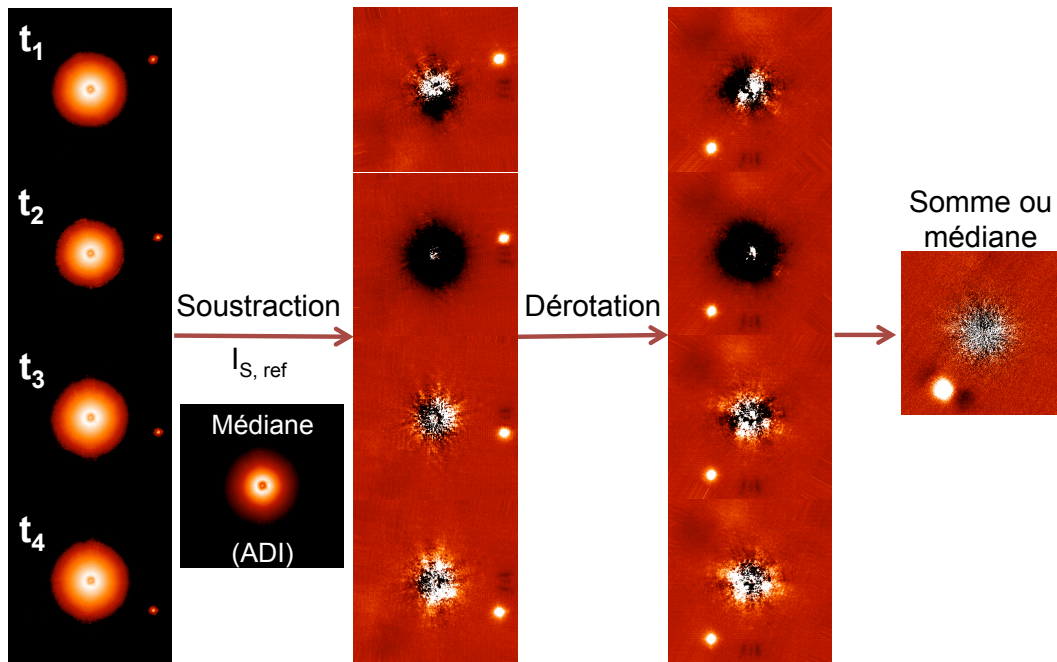 t1
t2
t3
t4
Soustraction
IS, ref
Médiane
(ADI)
Dérotation
Somme ou
médiane